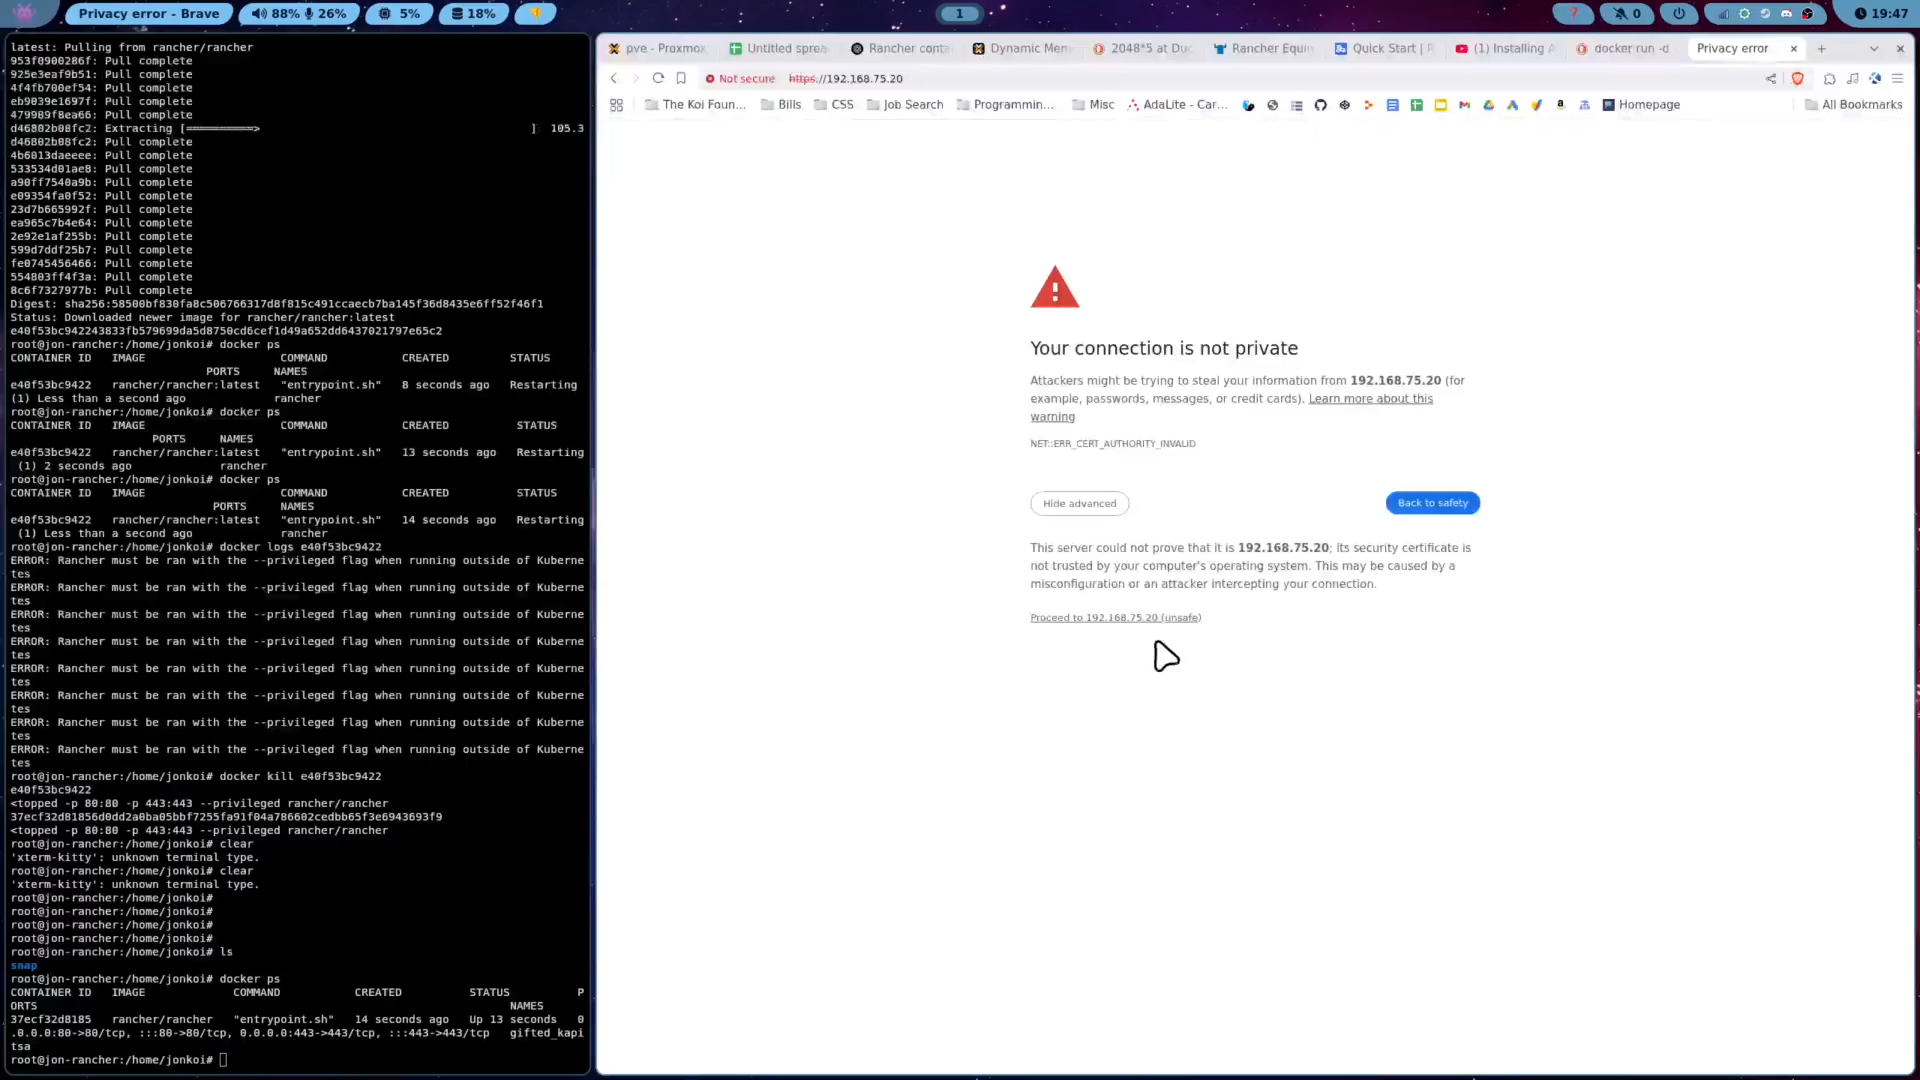 Privacy error - Brave
88% 26%
5%
18%
1
0
19:47
latest: Pulling from rancher/rancher
953f0900286f: Pull complete
925e3eaf9b51: Pull complete
4f4fb700ef54: Pull complete
eb9039e1697f: Pull complete
479989f8ea66: Pull complete
d46802b08fc2: Extracting [==========> ] 105.3
d46802b08fc2: Pull complete
4b6013daeeee: Pull complete
533534d01ae8: Pull complete
a90ff7540a9b: Pull complete
e09354fa0f52: Pull complete
23d7b665992f: Pull complete
ea965c7b4e64: Pull complete
2e92e1af255b: Pull complete
599d7ddf25b7: Pull complete
fe0745456466: Pull complete
554803ff4f3a: Pull complete
8c6f7327977b: Pull complete
Digest: sha256:58500bf830fa8c506766317d8f815c491ccaecb7ba145f36d8435e6ff52f46f1
Status: Downloaded newer image for rancher/rancher:latest
e40f53bc942243833fb579699da5d8750cd6cef1d49a652dd6437021797e65c2
root@jon-rancher:/home/jonkoi# docker ps
CONTAINER ID IMAGE COMMAND CREATED STATUS
PORTS NAMES
e40f53bc9422 rancher/rancher:latest "entrypoint.sh" 8 seconds ago Restarting
(1) Less than a second ago rancher
root@jon-rancher:/home/jonkoi# docker ps
CONTAINER ID IMAGE COMMAND CREATED STATUS
PORTS NAMES
e40f53bc9422 rancher/rancher:latest "entrypoint.sh" 13 seconds ago Restarting
(1) 2 seconds ago rancher
root@jon-rancher:/home/jonkoi# docker ps
CONTAINER ID IMAGE COMMAND CREATED STATUS
PORTS NAMES
e40f53bc9422 rancher/rancher:latest "entrypoint.sh" 14 seconds ago Restarting
(1) Less than a second ago rancher
root@jon-rancher:/home/jonkoi# docker logs e40f53bc9422
ERROR: Rancher must be ran with the --privileged flag when running outside of Kuberne
tes
ERROR: Rancher must be ran with the --privileged flag when running outside of Kuberne
tes
ERROR: Rancher must be ran with the --privileged flag when running outside of Kuberne
tes
ERROR: Rancher must be ran with the --privileged flag when running outside of Kuberne
tes
ERROR: Rancher must be ran with the --privileged flag when running outside of Kuberne
tes
ERROR: Rancher must be ran with the --privileged flag when running outside of Kuberne
tes
ERROR: Rancher must be ran with the --privileged flag when running outside of Kuberne
tes
ERROR: Rancher must be ran with the --privileged flag when running outside of Kuberne
tes
root@jon-rancher:/home/jonkoi# docker kill e40f53bc9422
e40f53bc9422
<topped -p 80:80 -p 443:443 --privileged rancher/rancher
37ecf32d81856d0dd2a0ba05bbf7255fa91f04a786602cedbb65f3e6943693f9
<topped -p 80:80 -p 443:443 --privileged rancher/rancher
root@jon-rancher:/home/jonkoi# clear
'xterm-kitty': unknown terminal type.
root@jon-rancher:/home/jonkoi# clear
'xterm-kitty': unknown terminal type.
root@jon-rancher:/home/jonkoi#
root@jon-rancher:/home/jonkoi#
root@jon-rancher:/home/jonkoi#
root@jon-rancher:/home/jonkoi#
root@jon-rancher:/home/jonkoi# ls
snap
root@jon-rancher:/home/jonkoi# docker ps
CONTAINER ID IMAGE COMMAND CREATED STATUS P
ORTS NAMES
37ecf32d8185 rancher/rancher "entrypoint.sh" 14 seconds ago Up 13 seconds 0
.0.0.0:80->80/tcp, :::80->80/tcp, 0.0.0.0:443->443/tcp, :::443->443/tcp gifted_kapi
tsa
root@jon-rancher:/home/jonkoi#
pve - Proxmo Untitled sprea Rancher conta Dynamic Mem 2048*5 at Duc Rancher Equiv Quick Start | R (1) Installing A docker run -d Privacy error
Not secure https://192.168.75.20
The Koi Foun... Bills CSS Job Search Programmin... Misc AdaLite - Car... Homepage All Bookmarks
Your connection is not private
Attackers might be trying to steal your information from 192.168.75.20 (for
example, passwords, messages, or credit cards). Learn more about this
warning
NET::ERR_CERT_AUTHORITY_INVALID
Hide advanced
Back to safety
This server could not prove that it is 192.168.75.20; its security certificate is
not trusted by your computer's operating system. This may be caused by a
misconfiguration or an attacker intercepting your connection.
Proceed to 192.168.75.20 (unsafe)